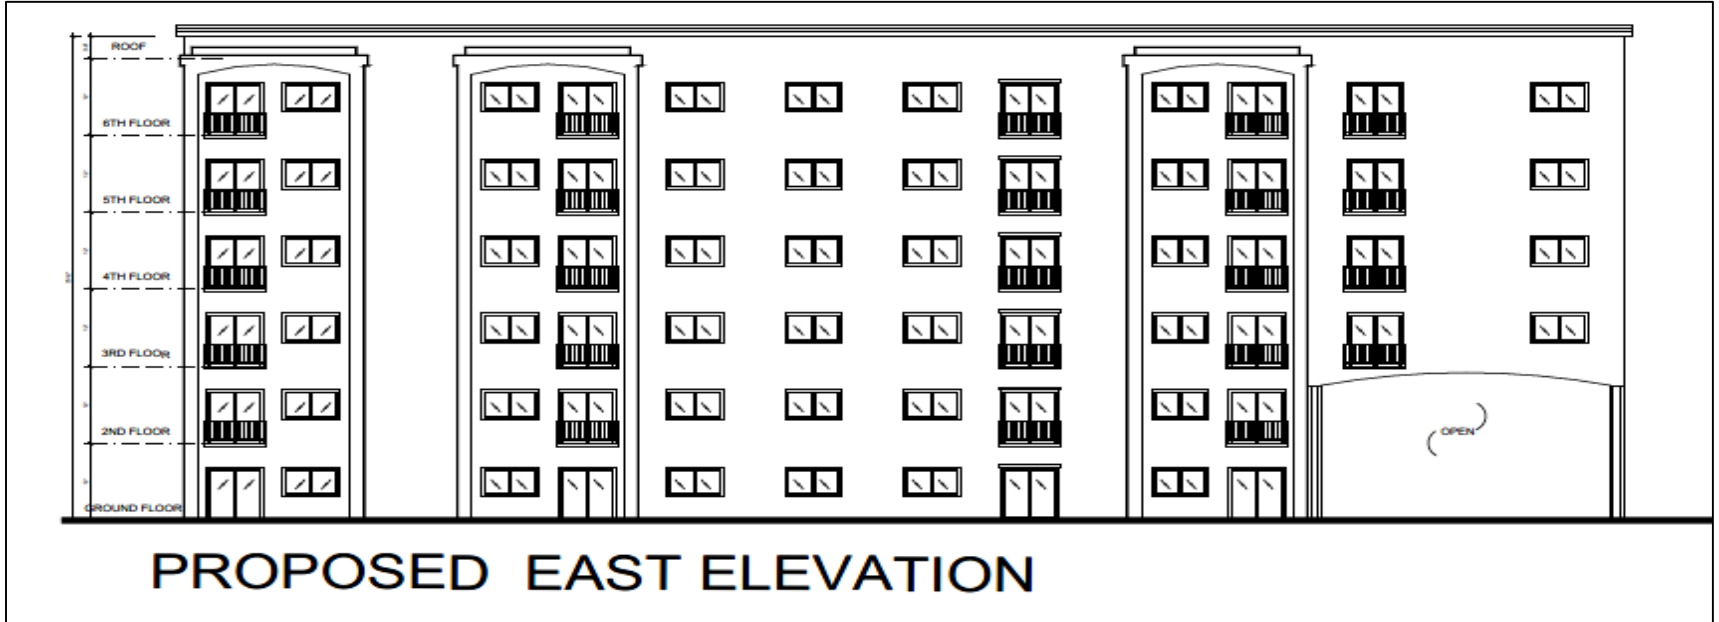 ROOF
6TH FLOOR
5TH FLOOR
4TH FLOOR
3RD FLOOR
2ND FLOOR
OPEN
GROUND FLOOR
PROPOSED EAST ELEVATION